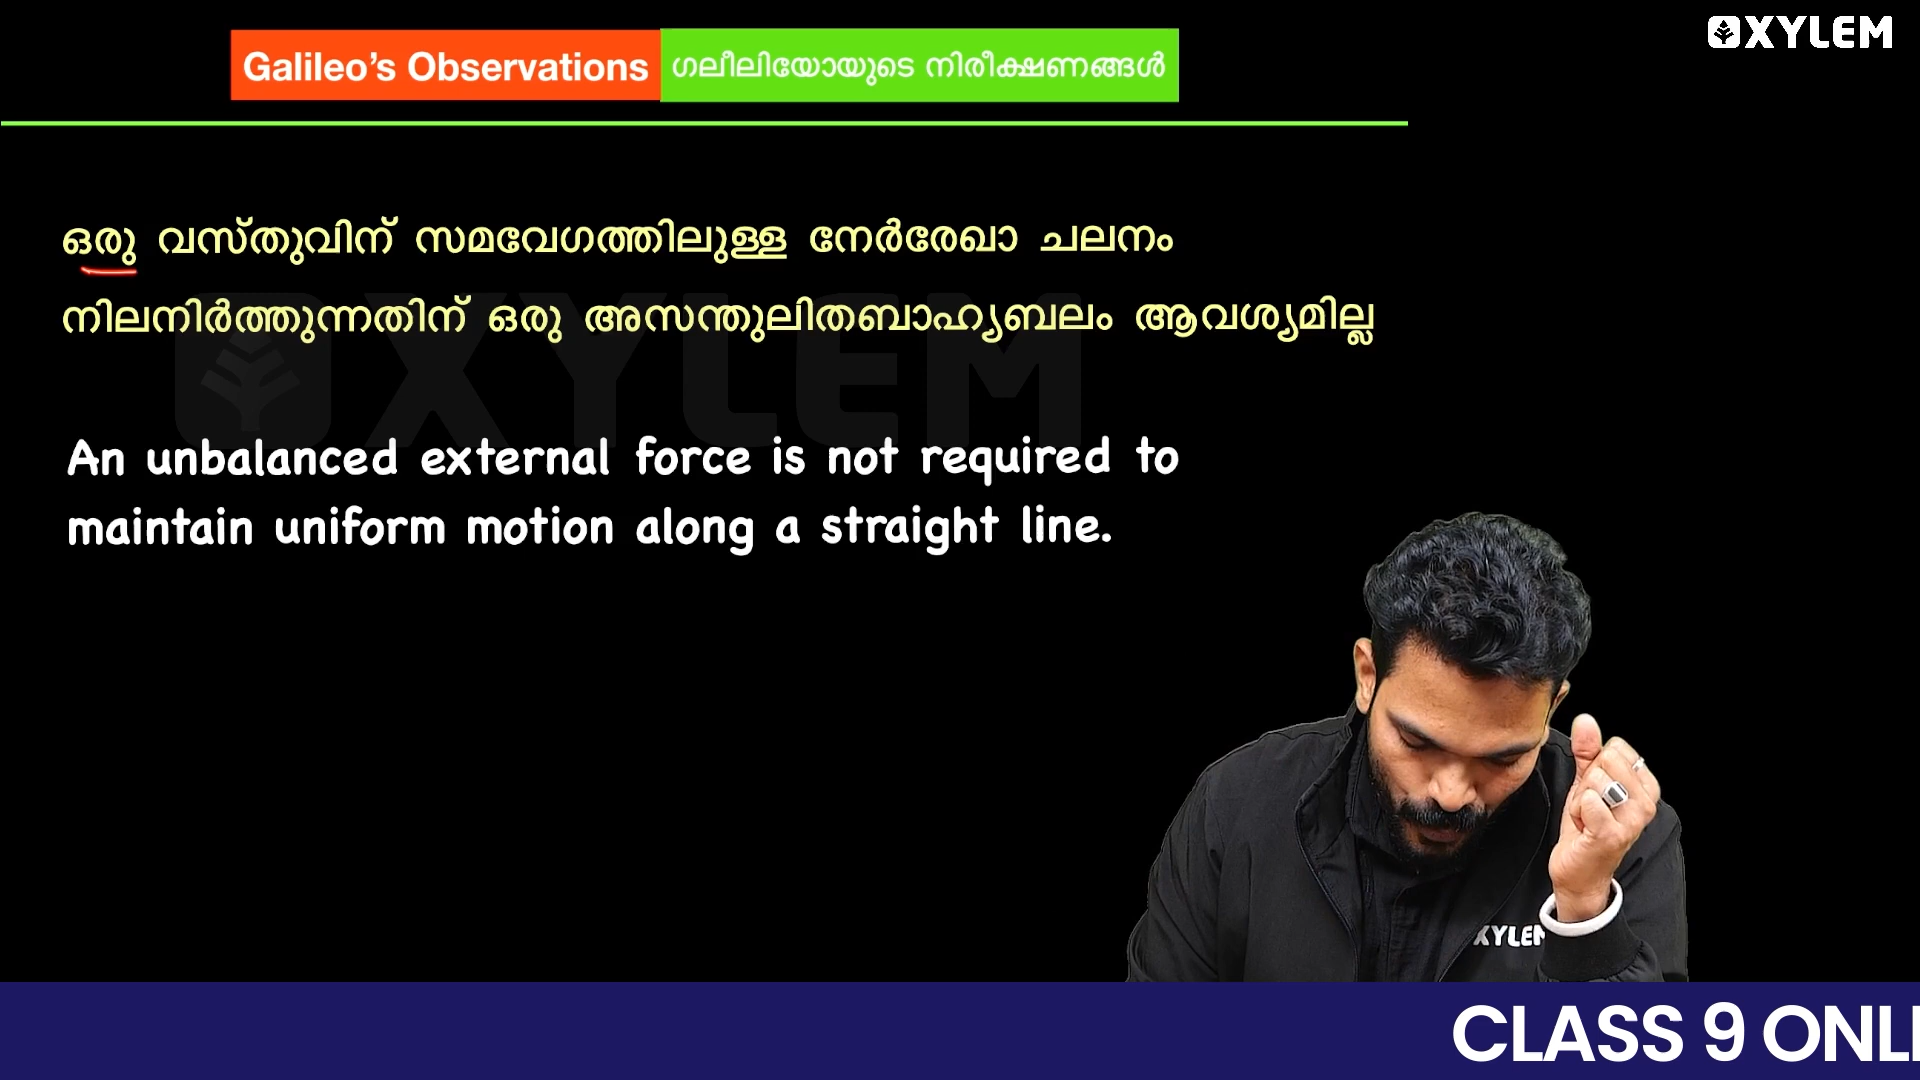 XYLEM
Galileo's Observations ഗലീലിയോയുടെ നിരീക്ഷണങ്ങൾ
ഒരു വസ്തുവിന് സമവേഗത്തിലുള്ള നേർരേഖാ ചലനം
നിലനിർത്തുന്നതിന് ഒരു അസന്തുലിതബാഹ്യബലം ആവശ്യമില്ല
XYLEM
An unbalanced external force is not required to
maintain uniform motion along a straight line.
XYLEM
CLASS 9 ONLI